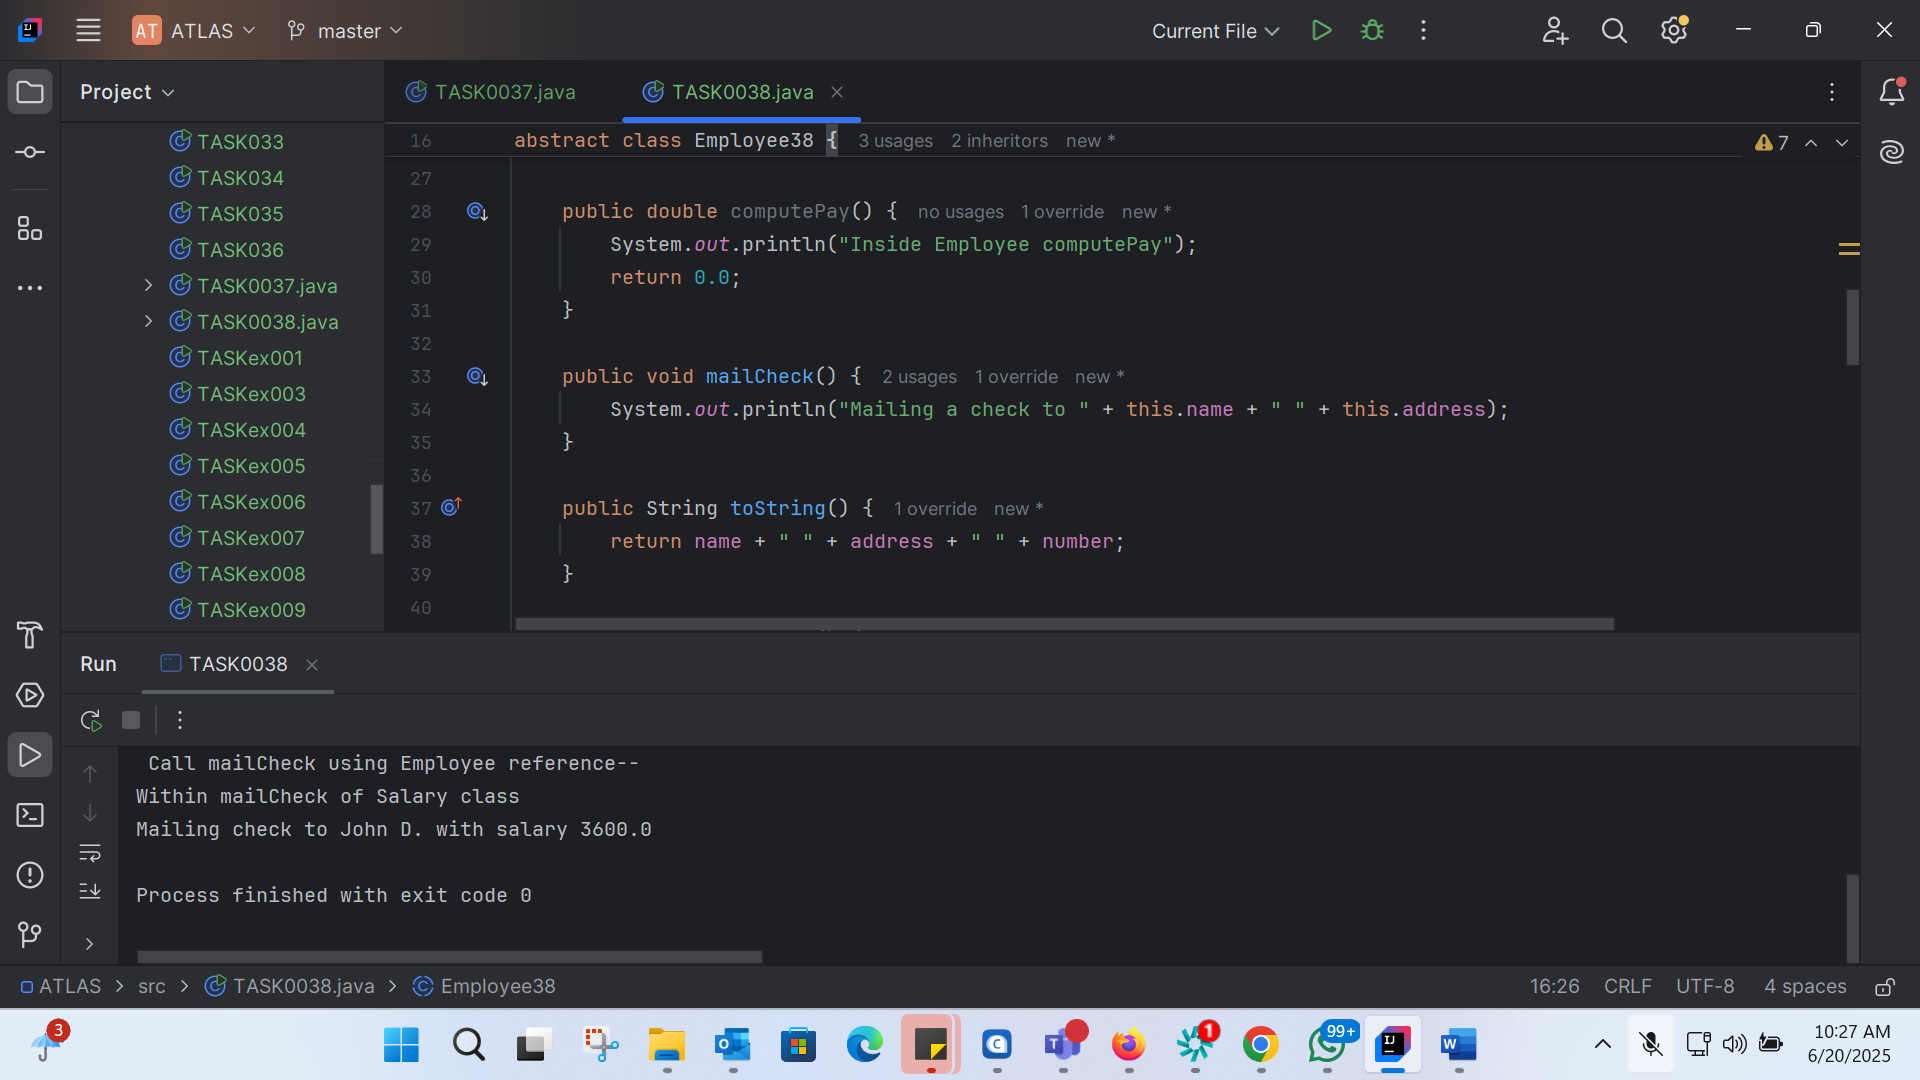 AT ATLAS master Current File
Project TASK0037.java TASK0038.java
TASK033
TASK034
TASK035
TASK036
TASK0037.java
TASK0038.java
TASKex001
TASKex003
TASKex004
TASKex005
TASKex006
TASKex007
TASKex008
TASKex009
16 abstract class Employee38 { 3 usages 2 inheritors new * 7
27
28 public double computePay() { no usages 1 override new *
29 System.out.println("Inside Employee computePay");
30 return 0.0;
31 }
32
33 public void mailCheck() { 2 usages 1 override new *
34 System.out.println("Mailing a check to " + this.name + " " + this.address);
35 }
36
37 public String toString() { 1 override new *
38 return name + " " + address + " " + number;
39 }
40
Run TASK0038
Call mailCheck using Employee reference--
Within mailCheck of Salary class
Mailing check to John D. with salary 3600.0
Process finished with exit code 0
ATLAS > src > TASK0038.java > Employee38 16:26 CRLF UTF-8 4 spaces
3 1 99+ 10:27 AM
6/20/2025